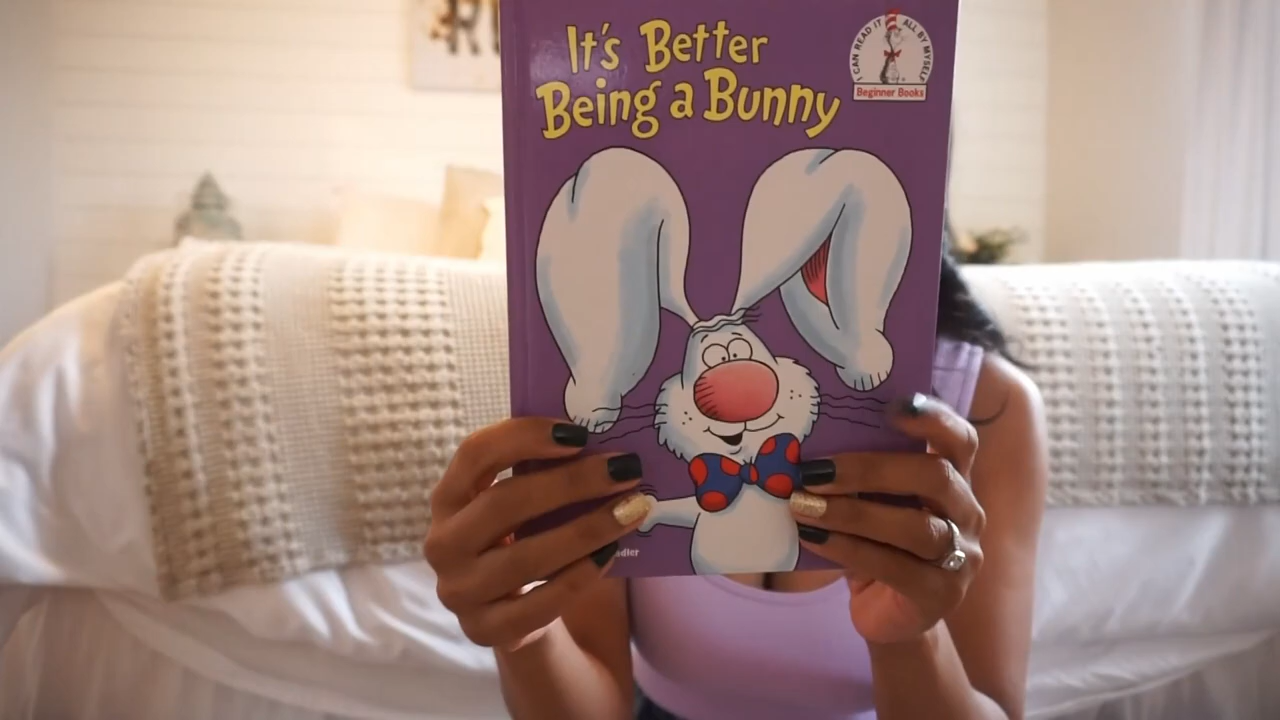 It's Better
Being a Bunny
I CAN READ IT ALL BY MYSELF
Beginner Books